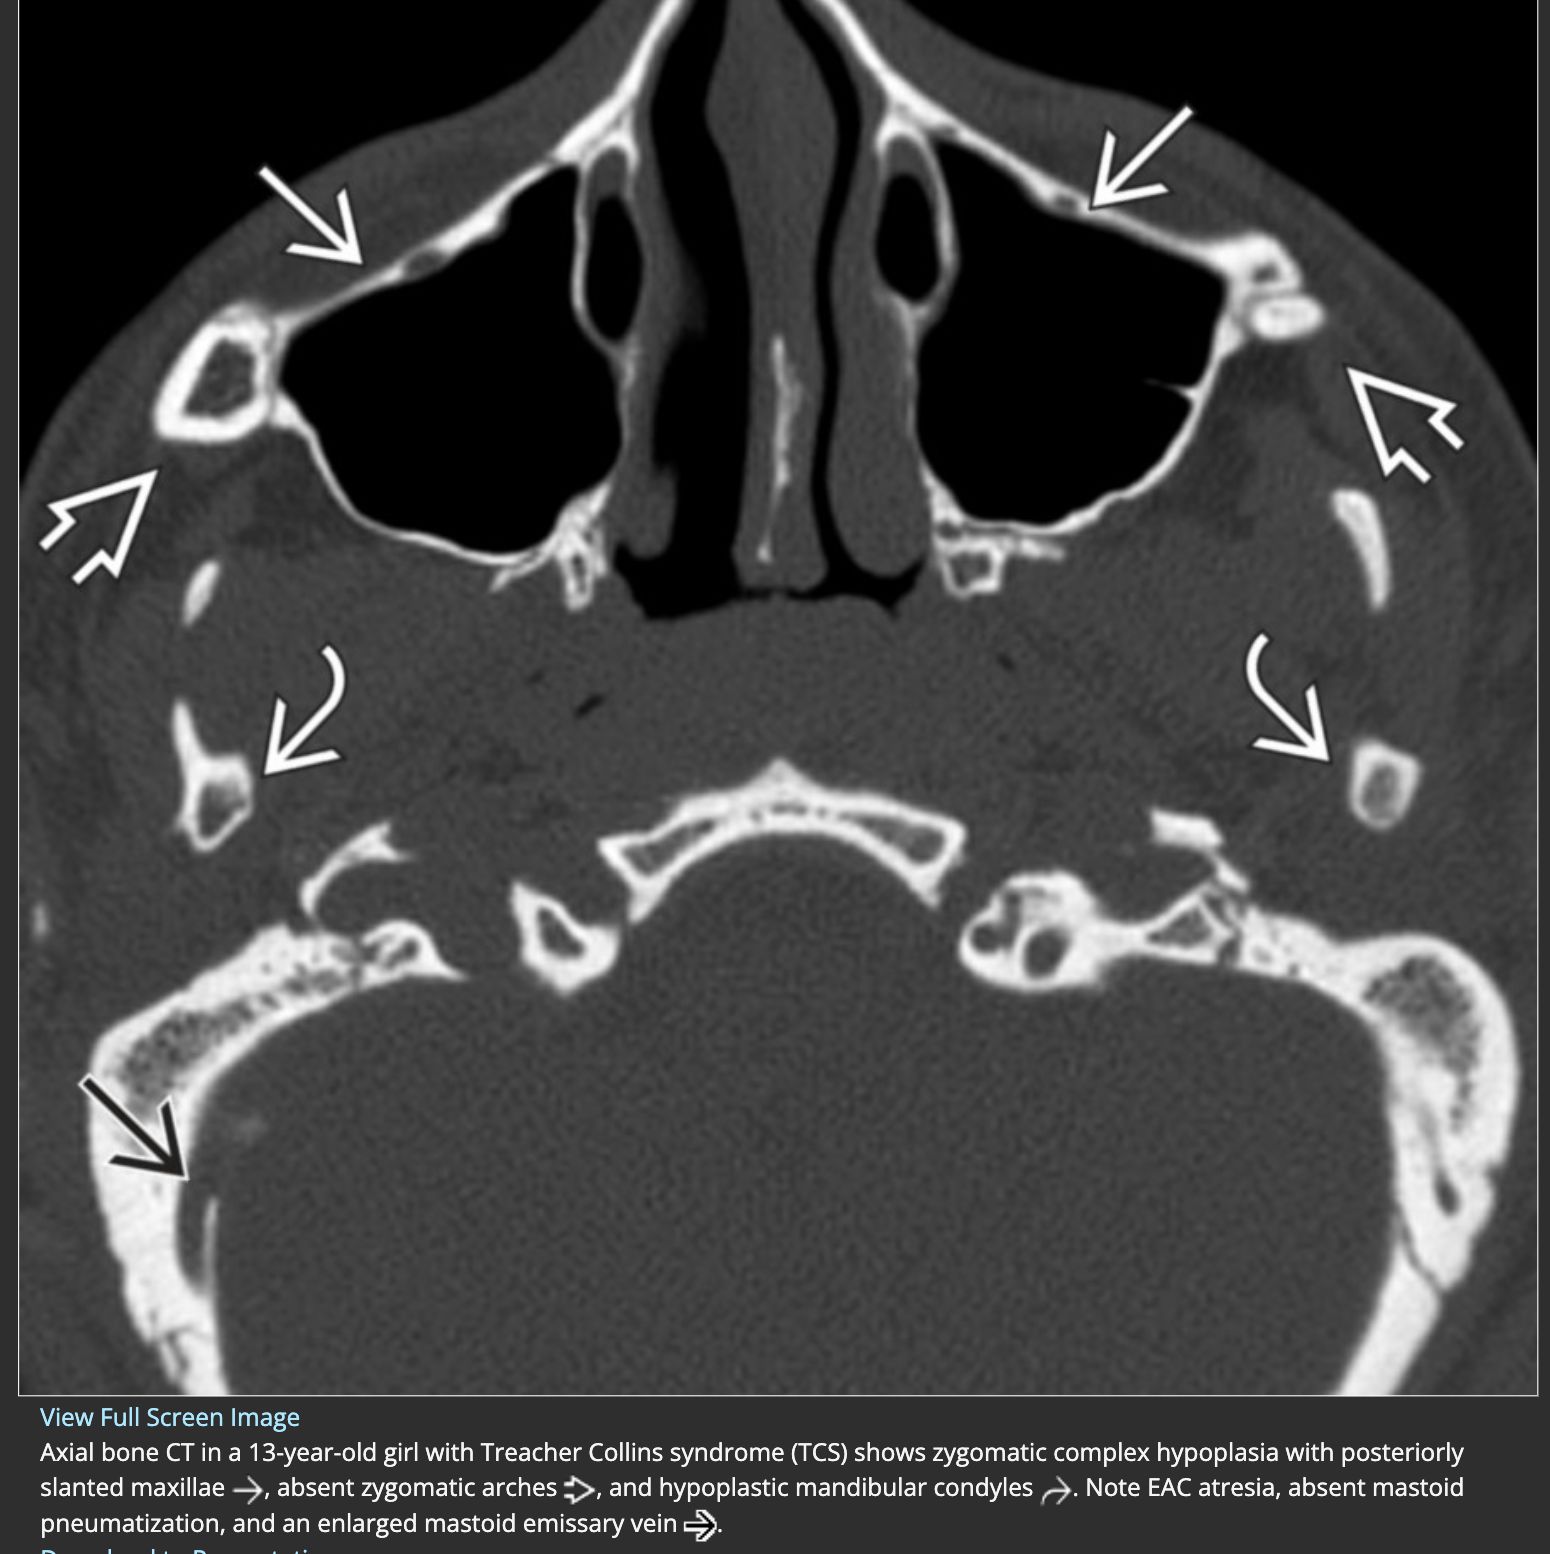 View Full Screen Image
Axial bone CT in a 13-year-old girl with Treacher Collins syndrome (TCS) shows zygomatic complex hypoplasia with posteriorly
slanted maxillae , absent zygomatic arches , and hypoplastic mandibular condyles . Note EAC atresia, absent mastoid
pneumatization, and an enlarged mastoid emissary vein .